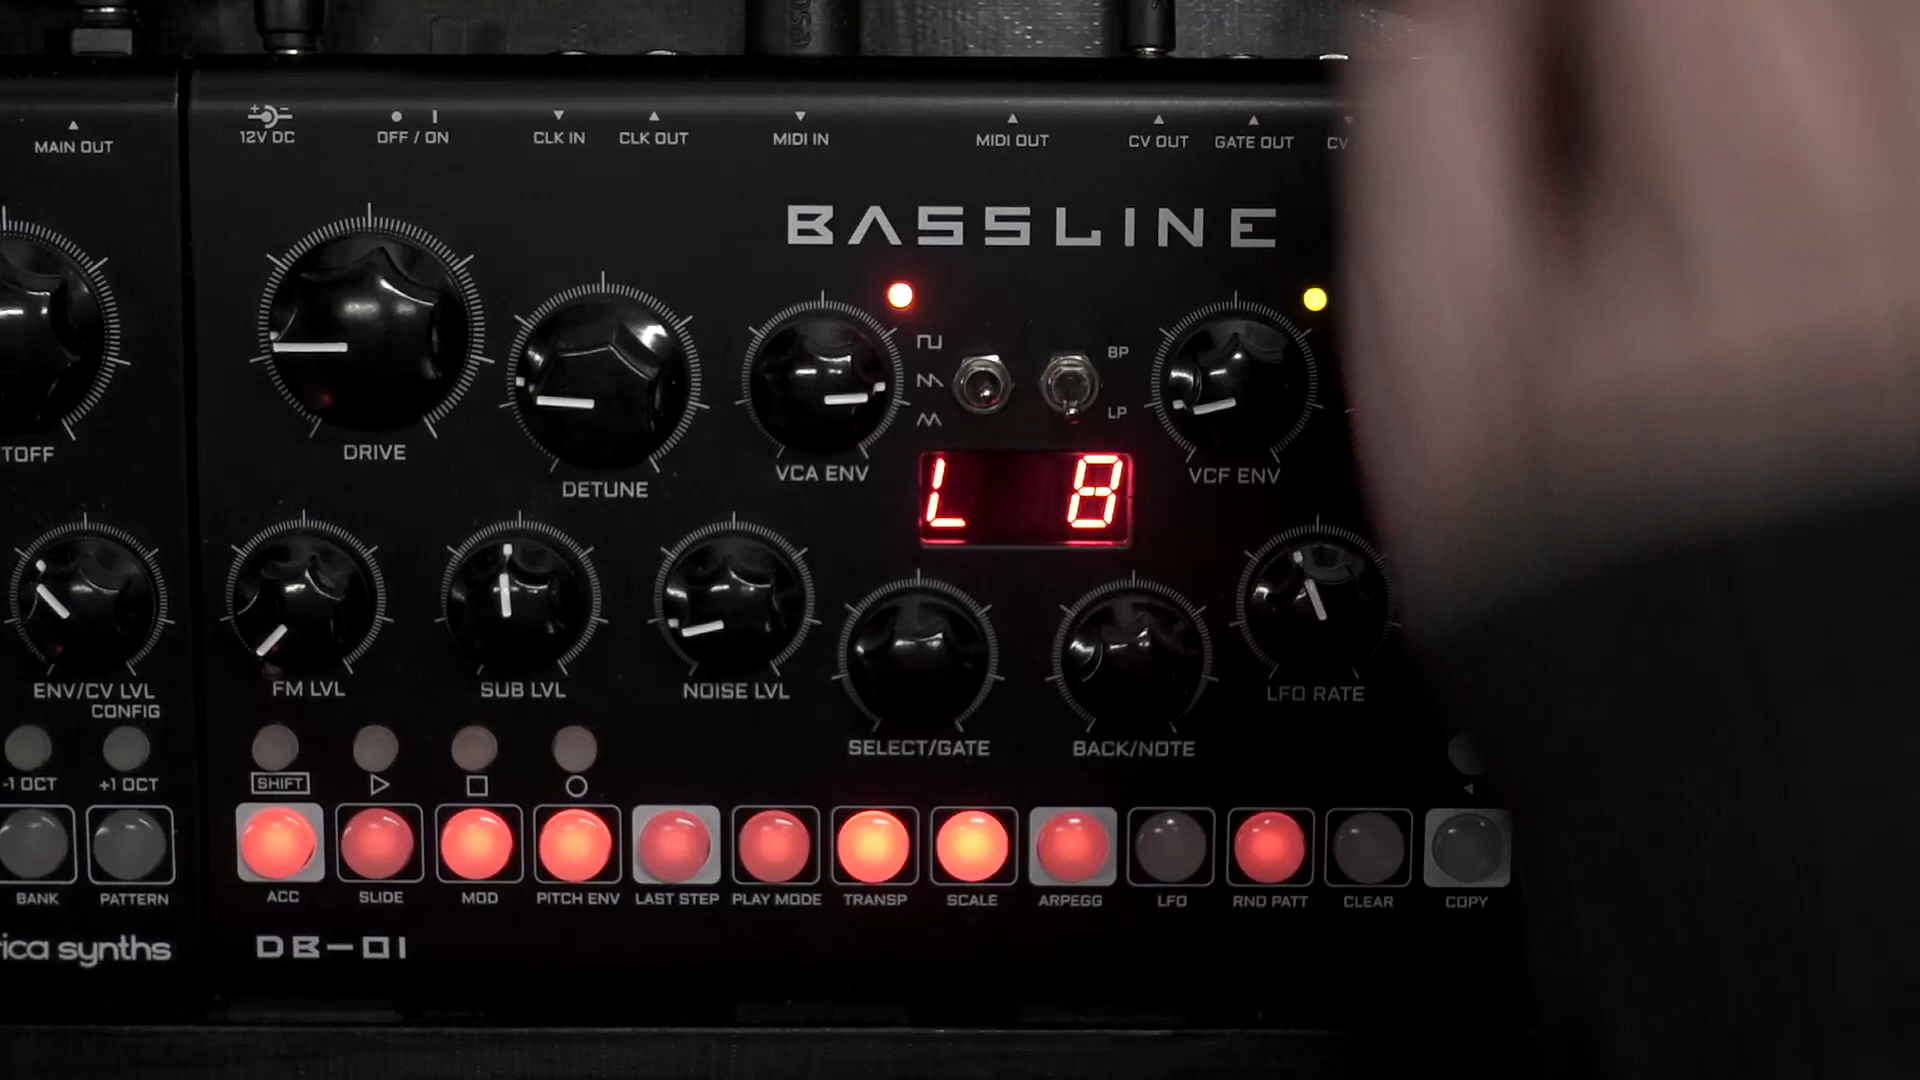 MAIN OUT
12V DC
OFF / ON
CLK IN
CLK OUT
MIDI IN
MIDI OUT
CV OUT
GATE OUT
CV
BASSLINE
BP
LP
TOFF
DRIVE
DETUNE
VCA ENV
VCF ENV
L 8
ENV/CV LVL
CONFIG
FM LVL
SUB LVL
NOISE LVL
LFO RATE
SELECT/GATE
BACK/NOTE
-1 OCT
+1 OCT
SHIFT
BANK
PATTERN
ACC
SLIDE
MOD
PITCH ENV
LAST STEP
PLAY MODE
TRANSP
SCALE
ARPEGG
LFO
RND PATT
CLEAR
COPY
rica synths
DB-01